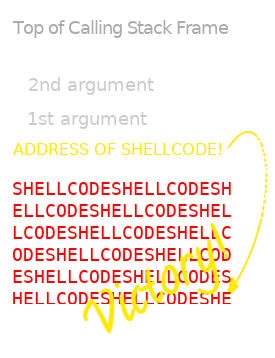 Top of Calling Stack Frame
2nd argument
1st argument
ADDRESS OF SHELLCODE!
SHELLCODESHELLCODESH
ELLCODESHELLCODESHEL
LCODESHELLCODESHELLC
ODESHELLCODESHELLCOD
ESHELLCODESHELLCODES
HELLCODESHELLCODESHE
Victory!